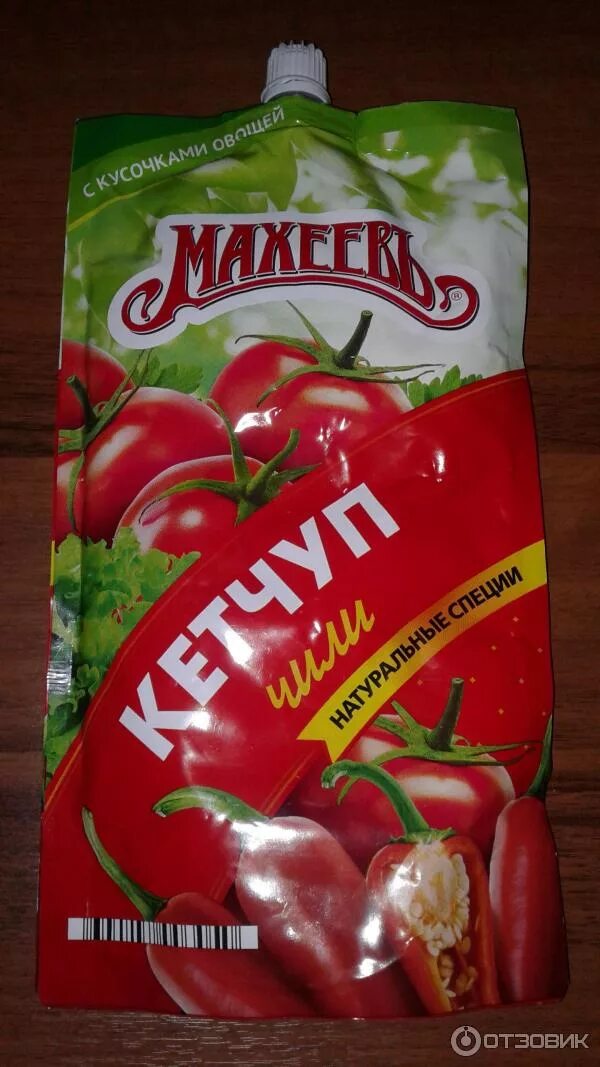 С КУСОЧКАМИ ОВОЩЕЙ
МАХЕЕВЪ®
КЕТЧУП
чили
НАТУРАЛЬНЫЕ СПЕЦИИ
ОТЗОВИК